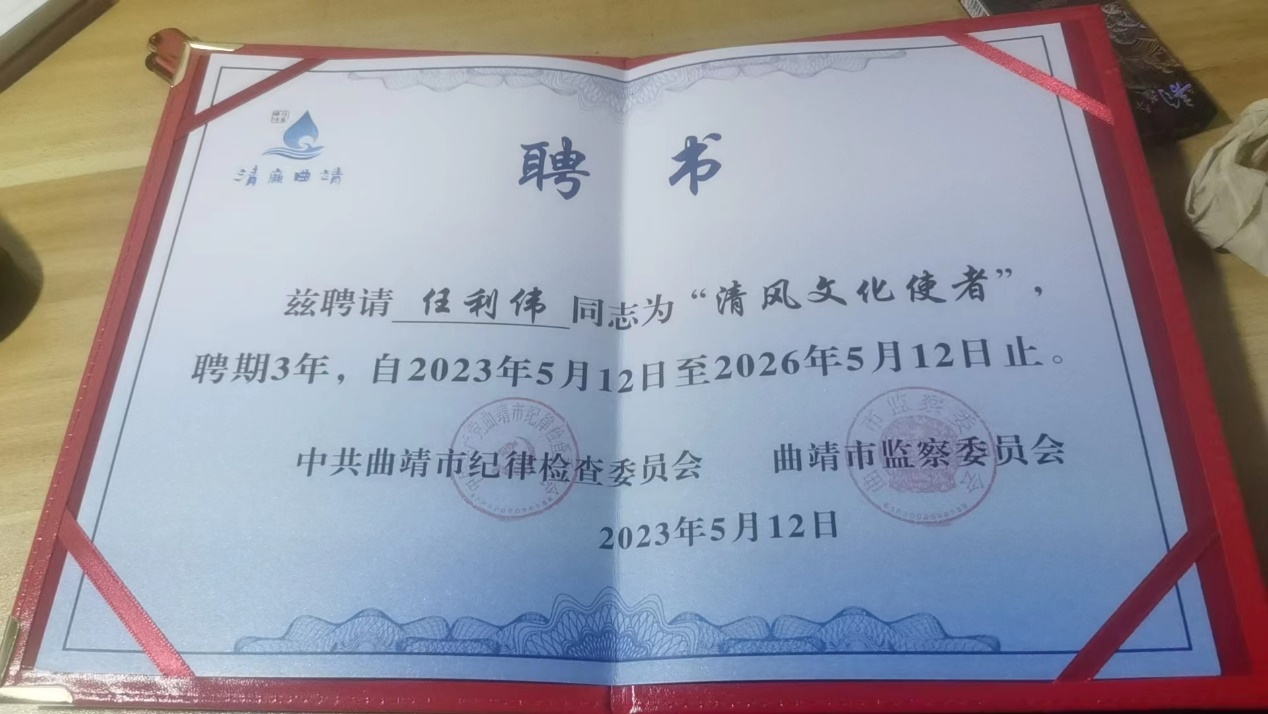 清廉曲靖
聘书
兹聘请 任利伟 同志为“清风文化使者”，
聘期3年，自2023年5月12日至2026年5月12日止。
中共曲靖市纪律检查委员会 曲靖市监察委员会
2023年5月12日